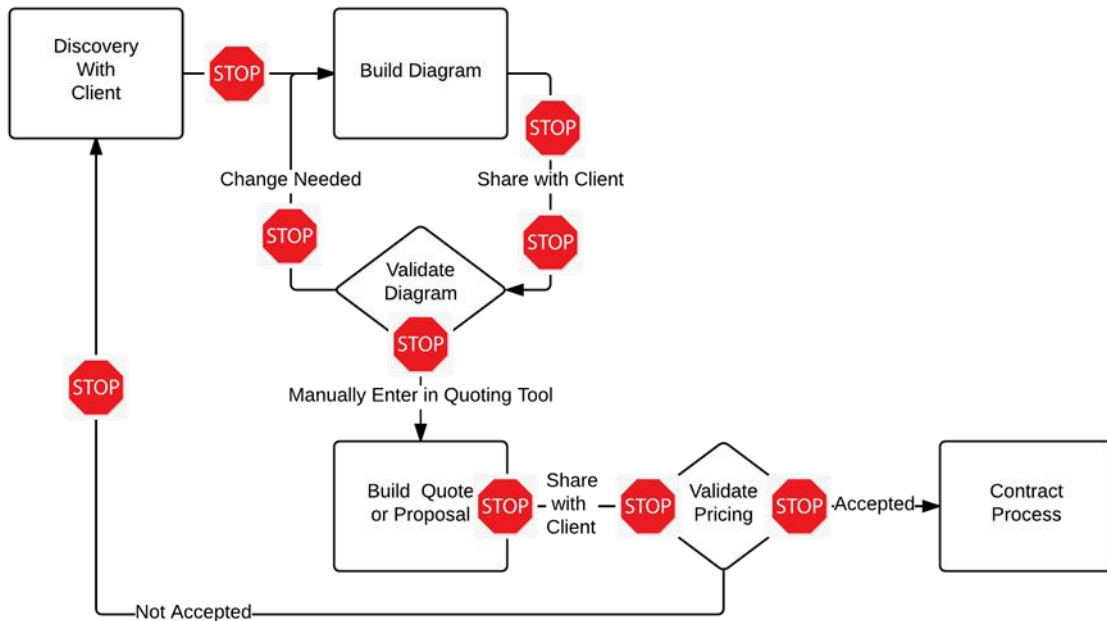 Discovery
With
Client
STOP
Build Diagram
STOP
Change Needed
Share with Client
STOP
STOP
Validate
Diagram
STOP
STOP
Manually Enter in Quoting Tool
Build Quote
or Proposal
STOP
Share
with
Client
STOP
Validate
Pricing
STOP
Accepted
Contract
Process
Not Accepted